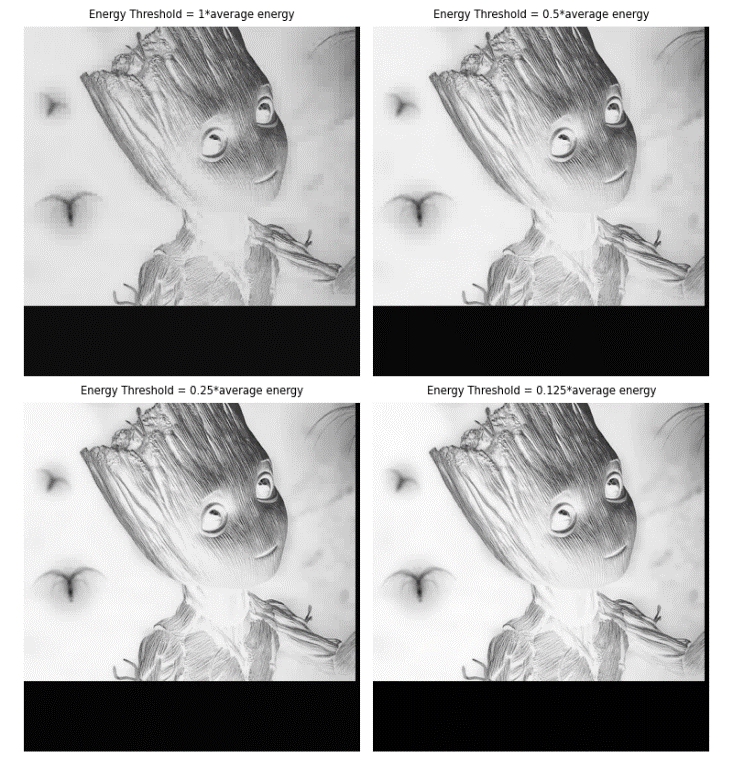 Energy Threshold = 1*average energy
Energy Threshold = 0.5*average energy
Energy Threshold = 0.25*average energy
Energy Threshold = 0.125*average energy